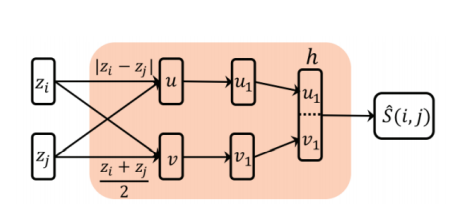 h
|z_i − z_j|
z_i
u
u_1
u_1
Ŝ(i, j)
v_1
z_j
v
v_1
z_i + z_j
2